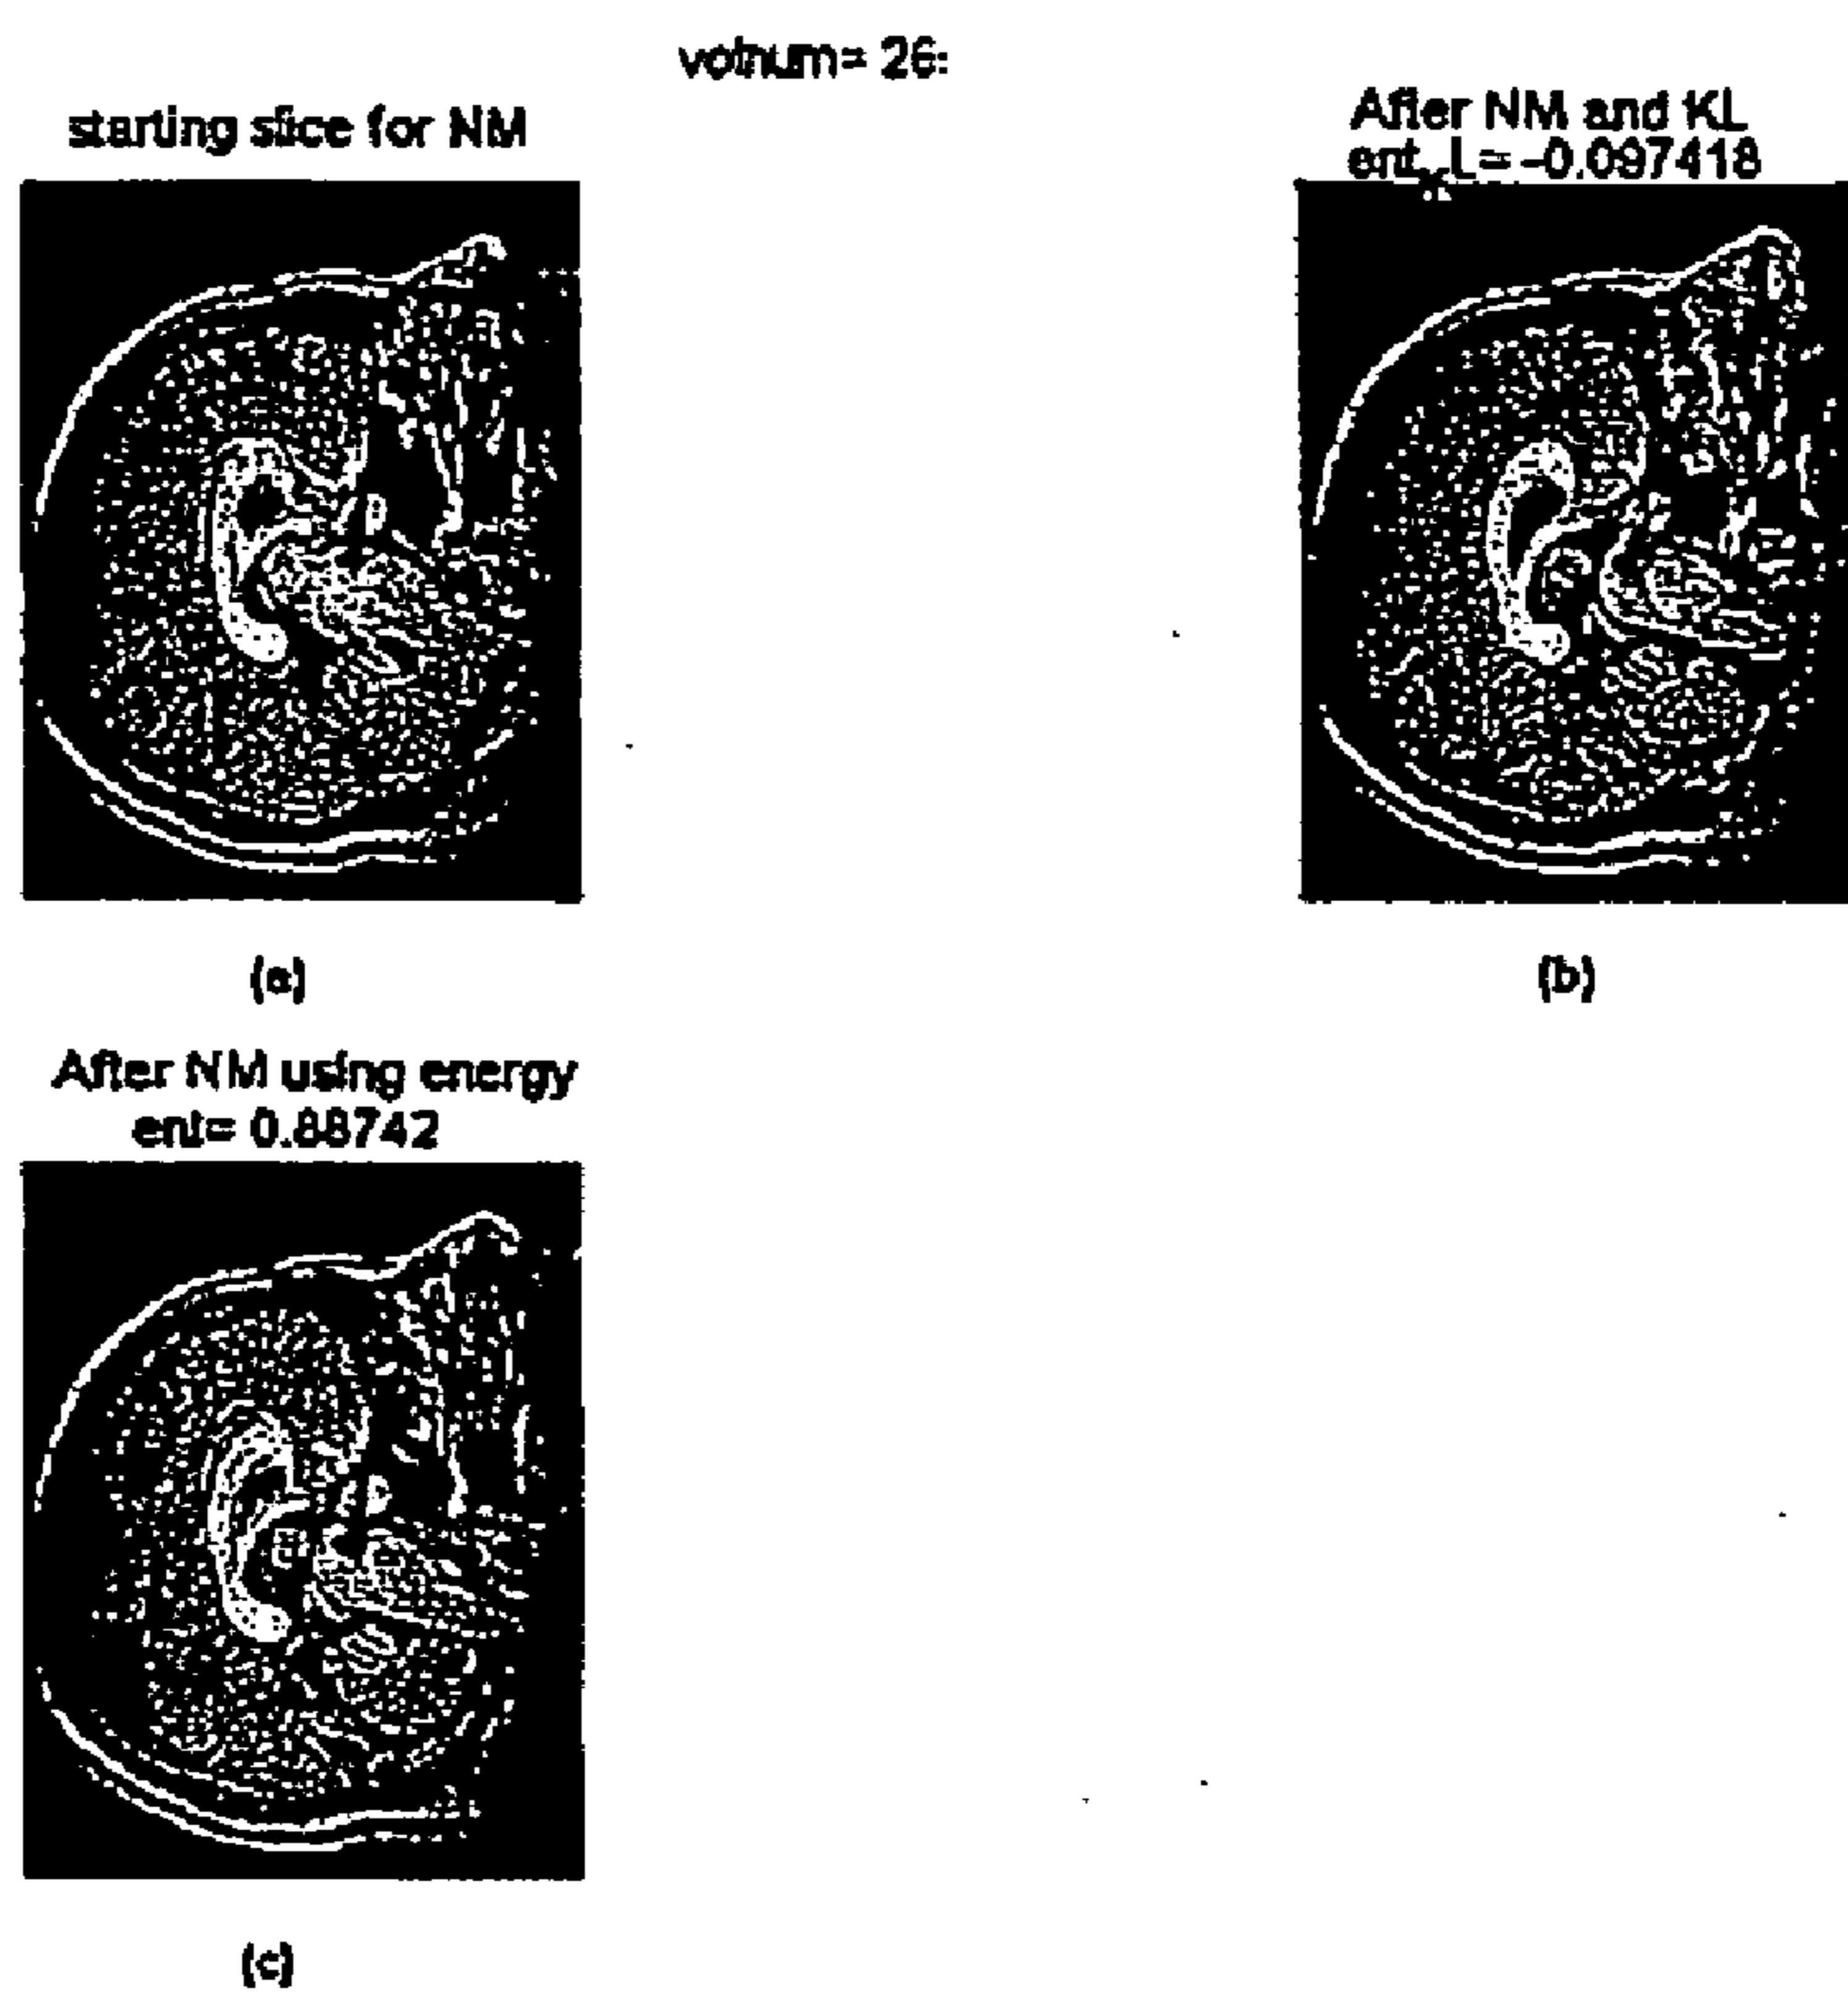 volnum= 26:
starting slice for NM
After NM and KL
ent_KL= -0.097418
(a)
(b)
After NM using energy
ent= 0.88742
(c)